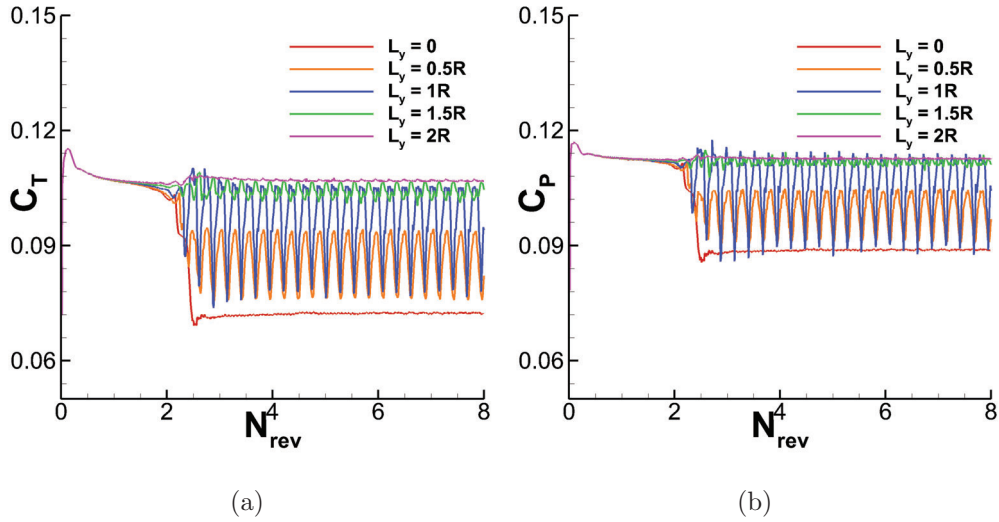 0.15
L_y = 0
L_y = 0.5R
L_y = 1R
L_y = 1.5R
L_y = 2R
0.12
C_T
0.09
0.06
0 2 4 6 8
N_rev
(a)
0.15
L_y = 0
L_y = 0.5R
L_y = 1R
L_y = 1.5R
L_y = 2R
0.12
C_P
0.09
0.06
0 2 4 6 8
N_rev
(b)